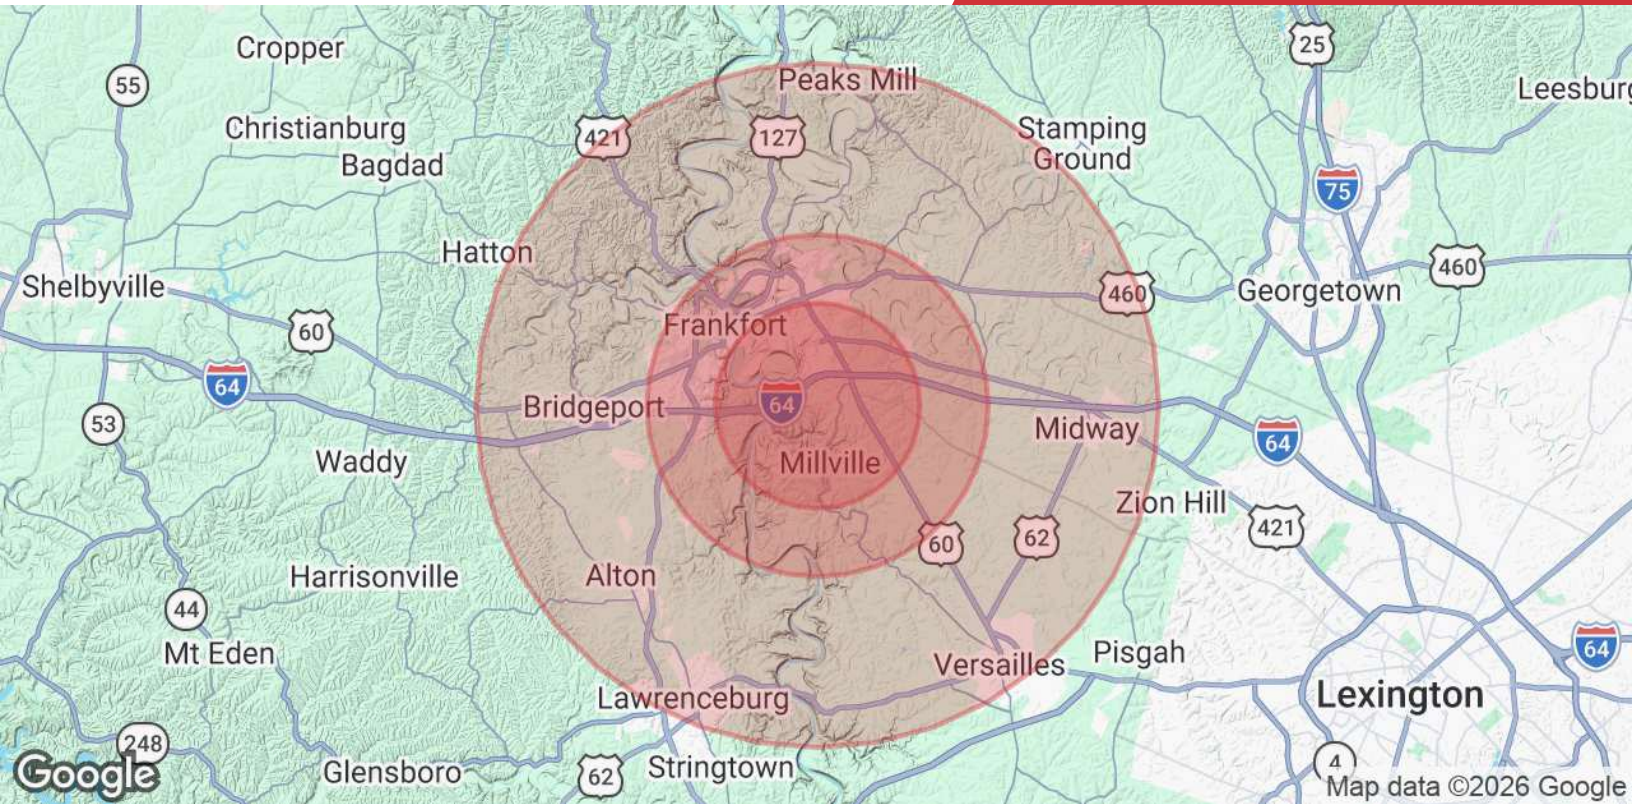 Cropper
25
55
Peaks Mill
Leesburg
Christianburg
421
127
Stamping
Ground
Bagdad
75
Hatton
460
Shelbyville
460
Georgetown
60
Frankfort
64
64
Bridgeport
53
Midway
64
Waddy
Millville
Zion Hill
421
60
62
Harrisonville
Alton
44
64
Mt Eden
Pisgah
Versailles
Lawrenceburg
Lexington
248
4
Google
Glensboro
62
Stringtown
Map data ©2026 Google